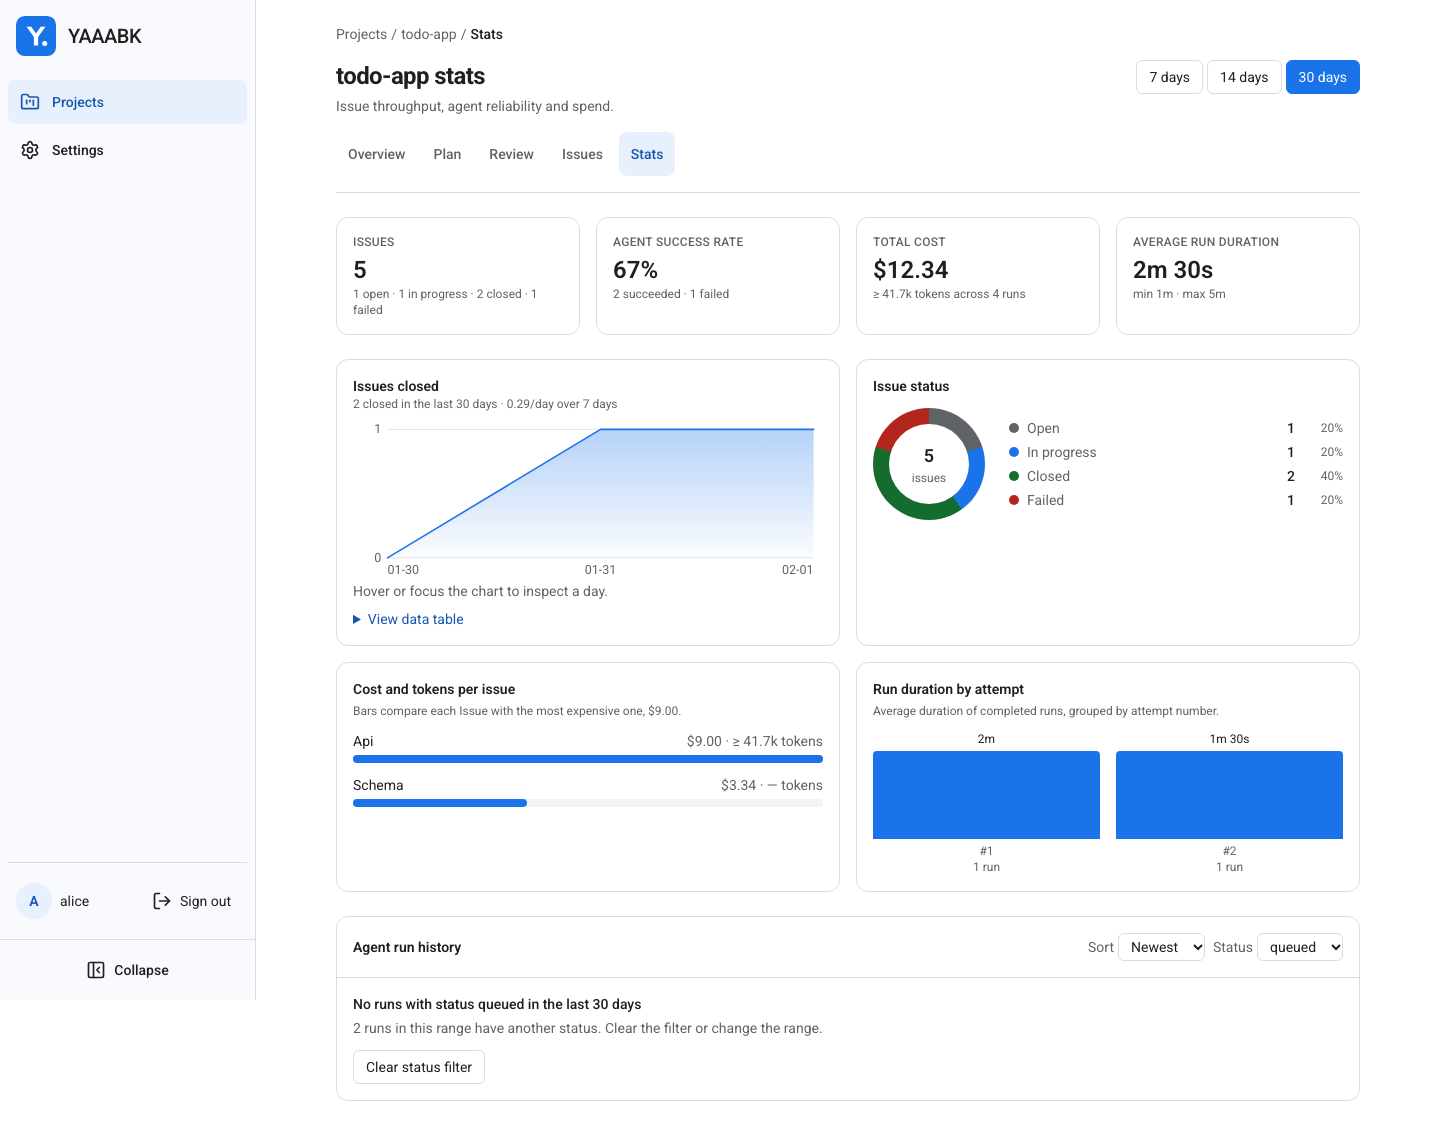 Y. YAAABK
Projects
Settings
A alice Sign out
Collapse
Projects / todo-app / Stats
todo-app stats
Issue throughput, agent reliability and spend.
7 days 14 days 30 days
Overview Plan Review Issues Stats
ISSUES
5
1 open · 1 in progress · 2 closed · 1
failed
AGENT SUCCESS RATE
67%
2 succeeded · 1 failed
TOTAL COST
$12.34
≥ 41.7k tokens across 4 runs
AVERAGE RUN DURATION
2m 30s
min 1m · max 5m
Issues closed
2 closed in the last 30 days · 0.29/day over 7 days
1
0
01-30 01-31 02-01
Hover or focus the chart to inspect a day.
View data table
Issue status
5
issues
Open 1 20%
In progress 1 20%
Closed 2 40%
Failed 1 20%
Cost and tokens per issue
Bars compare each Issue with the most expensive one, $9.00.
Api $9.00 · ≥ 41.7k tokens
Schema $3.34 · — tokens
Run duration by attempt
Average duration of completed runs, grouped by attempt number.
2m 1m 30s
#1 #2
1 run 1 run
Agent run history
Sort Newest Status queued
No runs with status queued in the last 30 days
2 runs in this range have another status. Clear the filter or change the range.
Clear status filter